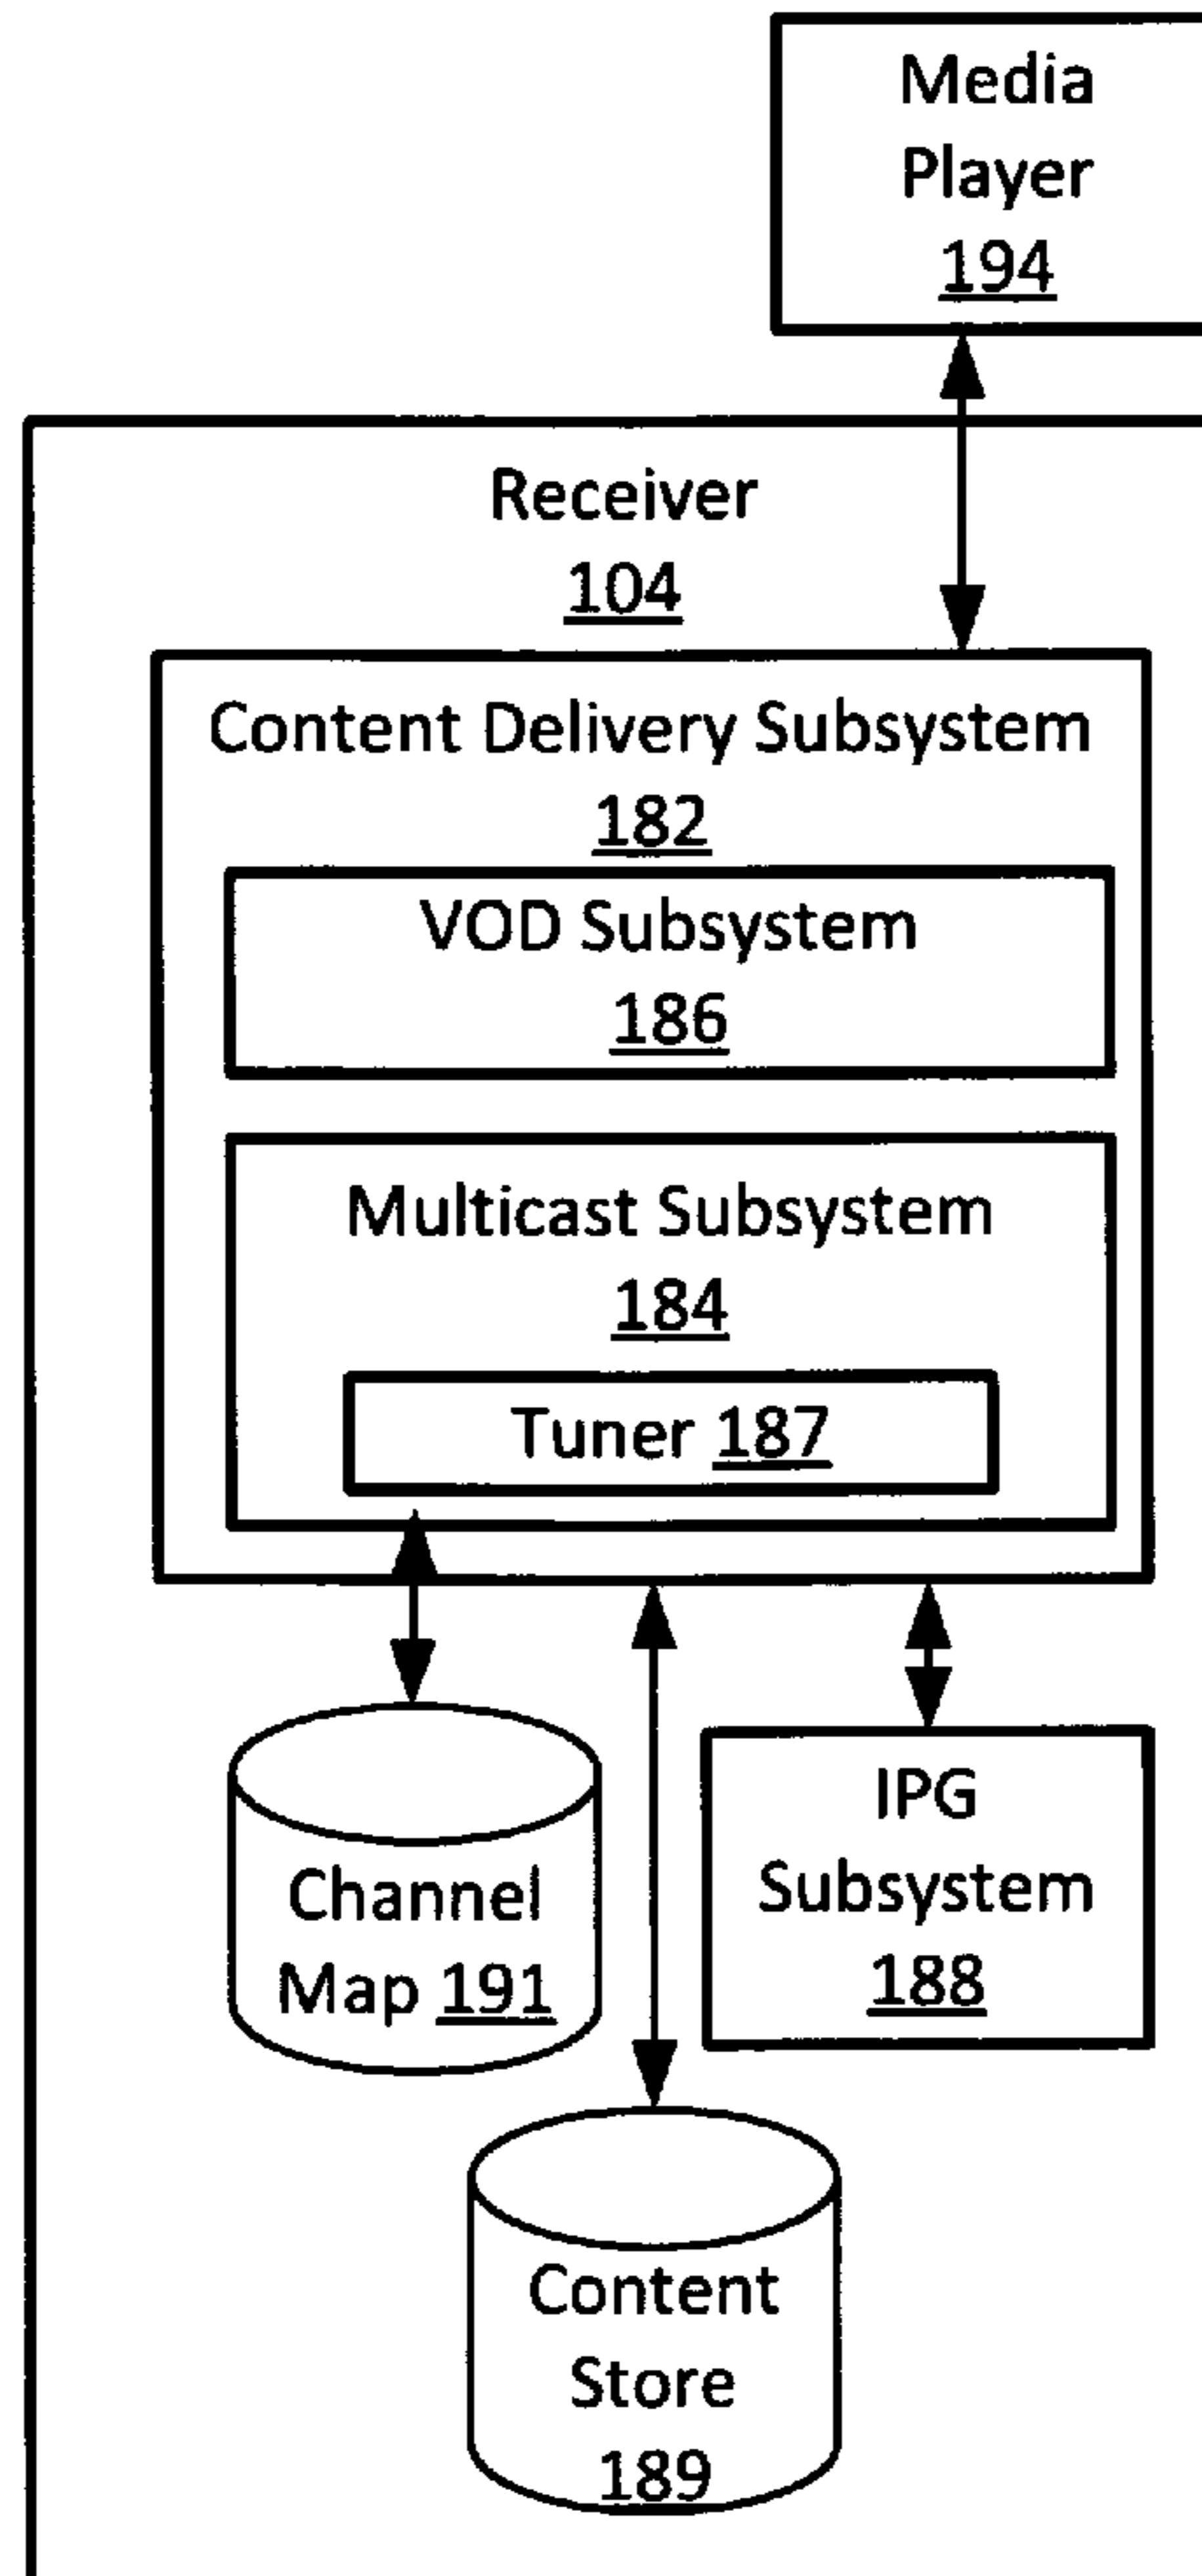 Media
Player
194
Receiver
104
Content Delivery Subsystem
182
VOD Subsystem
186
Multicast Subsystem
184
Tuner 187
Channel
Map 191
IPG
Subsystem
188
Content
Store
189